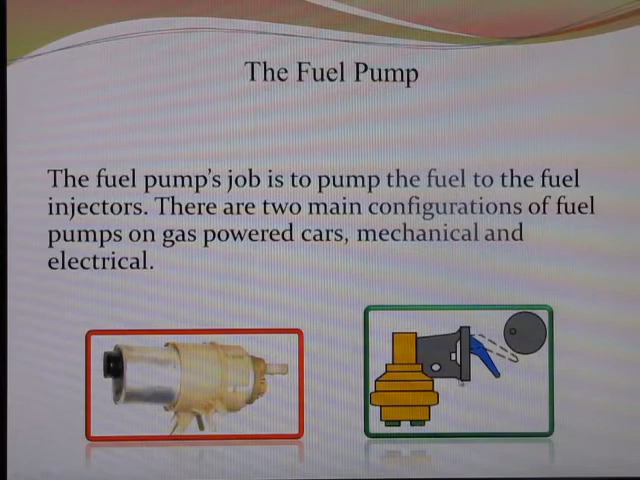 The Fuel Pump
The fuel pump's job is to pump the fuel to the fuel
injectors. There are two main configurations of fuel
pumps on gas powered cars, mechanical and
electrical.